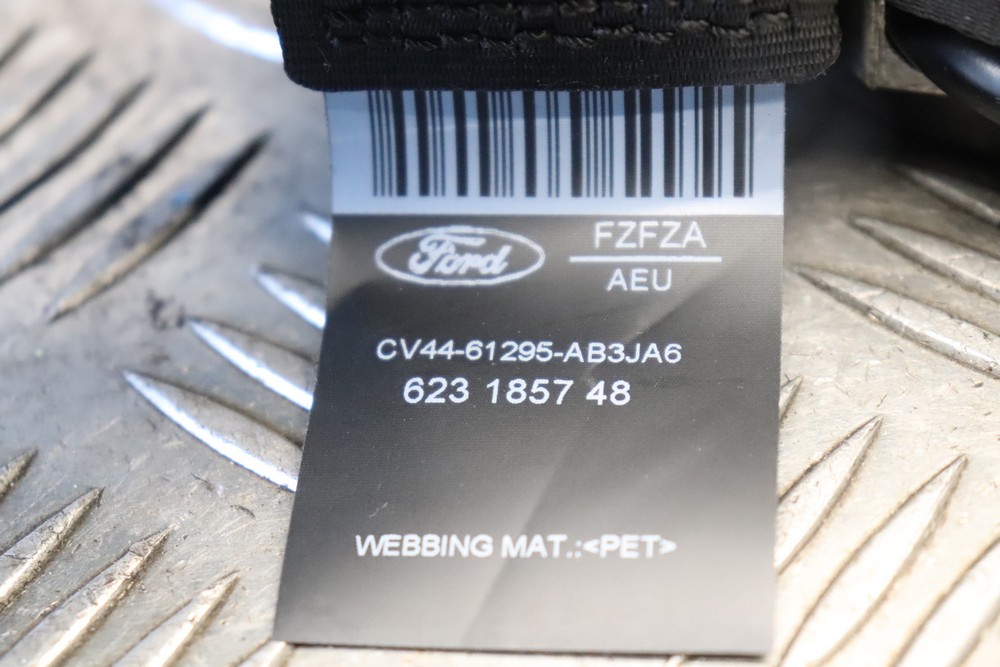 Ford
FZFZA
AEU
CV44-61295-AB3JA6
623 1857 48
WEBBING MAT.:<PET>